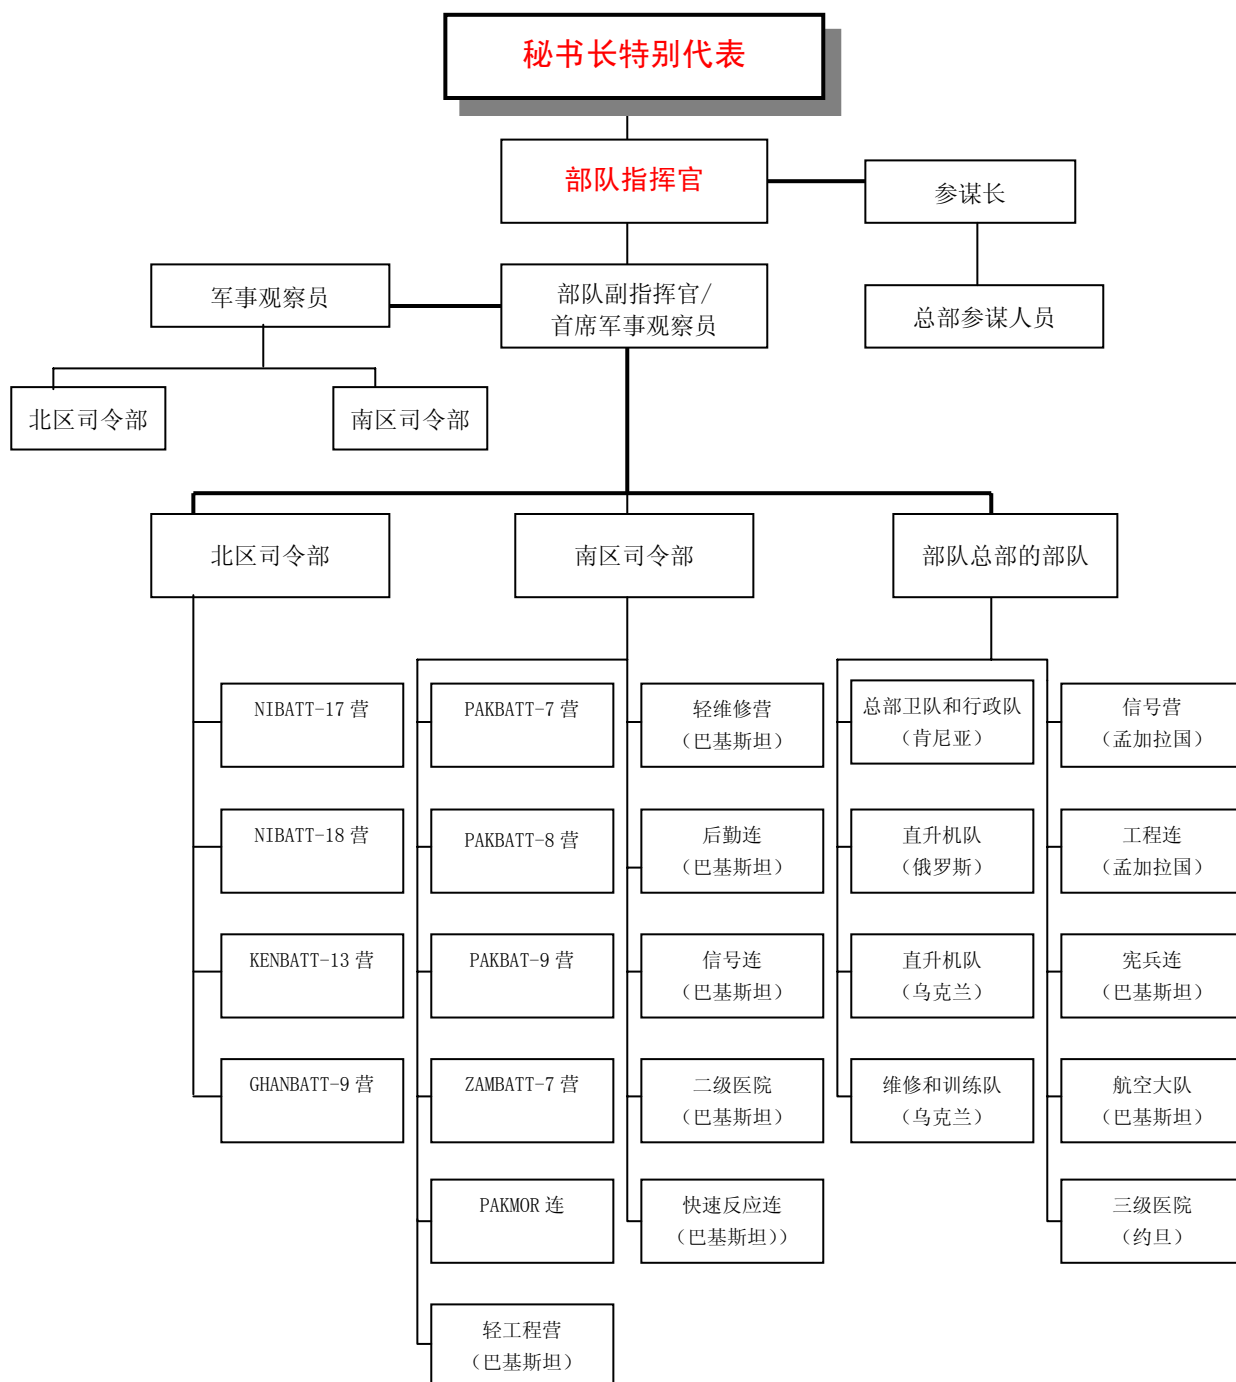 秘书长特别代表
部队指挥官
参谋长
军事观察员
部队副指挥官/
首席军事观察员
总部参谋人员
北区司令部
南区司令部
北区司令部
南区司令部
部队总部的部队
NIBATT-17 营
PAKBATT-7 营
轻维修营
(巴基斯坦)
总部卫队和行政队
(肯尼亚)
信号营
(孟加拉国)
NIBATT-18 营
PAKBATT-8 营
后勤连
(巴基斯坦)
直升机队
(俄罗斯)
工程连
(孟加拉国)
KENBATT-13 营
PAKBAT-9 营
信号连
(巴基斯坦)
直升机队
(乌克兰)
宪兵连
(巴基斯坦)
GHANBATT-9 营
ZAMBATT-7 营
二级医院
(巴基斯坦)
维修和训练队
(乌克兰)
航空大队
(巴基斯坦)
PAKMOR 连
快速反应连
(巴基斯坦))
三级医院
(约旦)
轻工程营
(巴基斯坦)